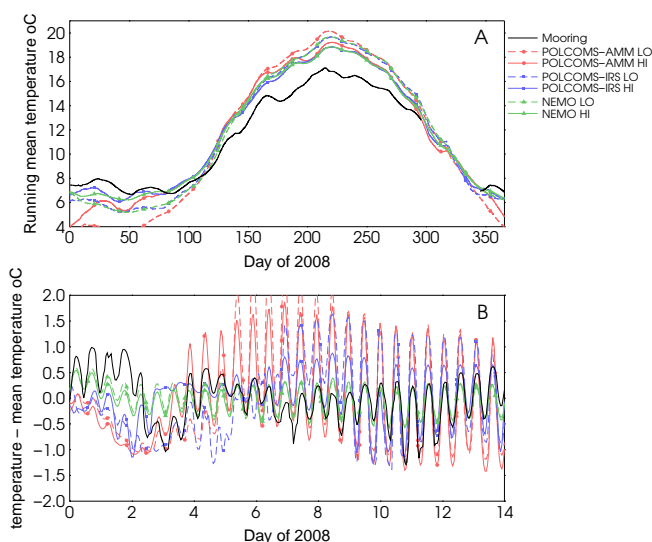 Running mean temperature oC
20
18
16
14
12
10
8
6
4
0 50 100 150 200 250 300 350
Day of 2008
A
Mooring
POLCOMS-AMM LO
POLCOMS-AMM HI
POLCOMS-IRS LO
POLCOMS-IRS HI
NEMO LO
NEMO HI
temperature – mean temperature oC
2.0
1.5
1.0
0.5
0.0
−0.5
−1.0
−1.5
−2.0
0 2 4 6 8 10 12 14
Day of 2008
B